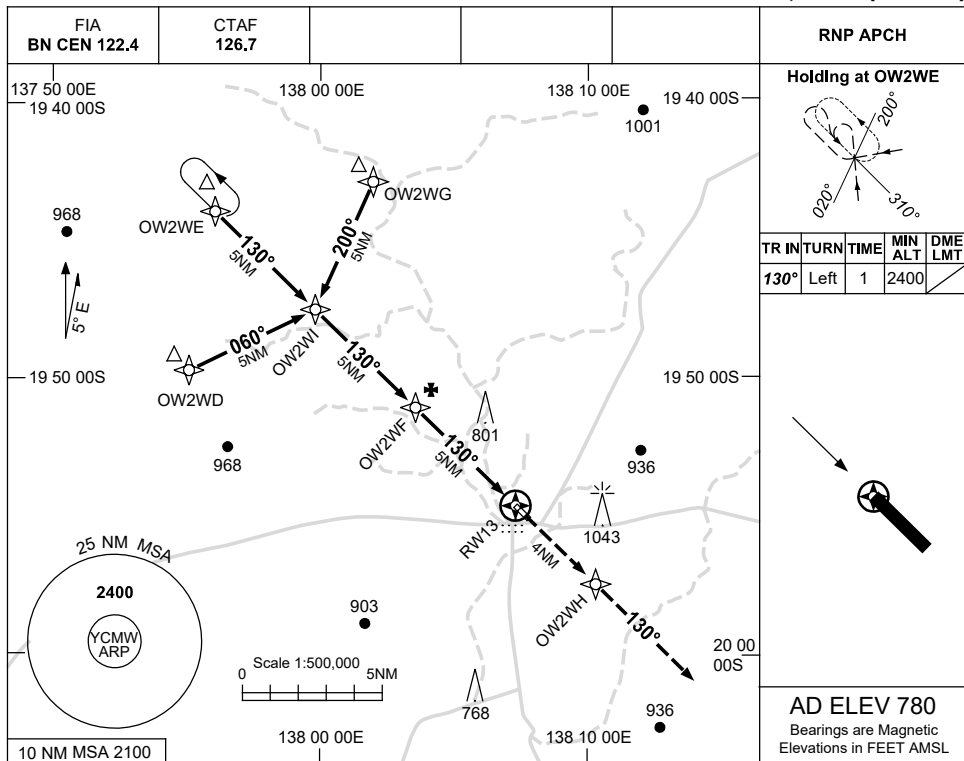 FIA
BN CEN 122.4
CTAF
126.7
RNP APCH
137 50 00E
138 00 00E
138 10 00E
19 40 00S
19 40 00S
1001
Holding at OW2WE
200°
020°
310°
TR IN TURN TIME MIN ALT DME LMT
130° Left 1 2400
OW2WG
OW2WE
968
130°
5NM
200°
5NM
5° E
060°
5NM
OW2WI
130°
5NM
OW2WD
19 50 00S
19 50 00S
OW2WF
801
130°
5NM
968
936
RW13
4NM
1043
25 NM MSA
2400
YCMW
ARP
903
OW2WH
130°
Scale 1:500,000
0 5NM
20 00
00S
768
936
138 00 00E
138 10 00E
10 NM MSA 2100
AD ELEV 780
Bearings are Magnetic
Elevations in FEET AMSL